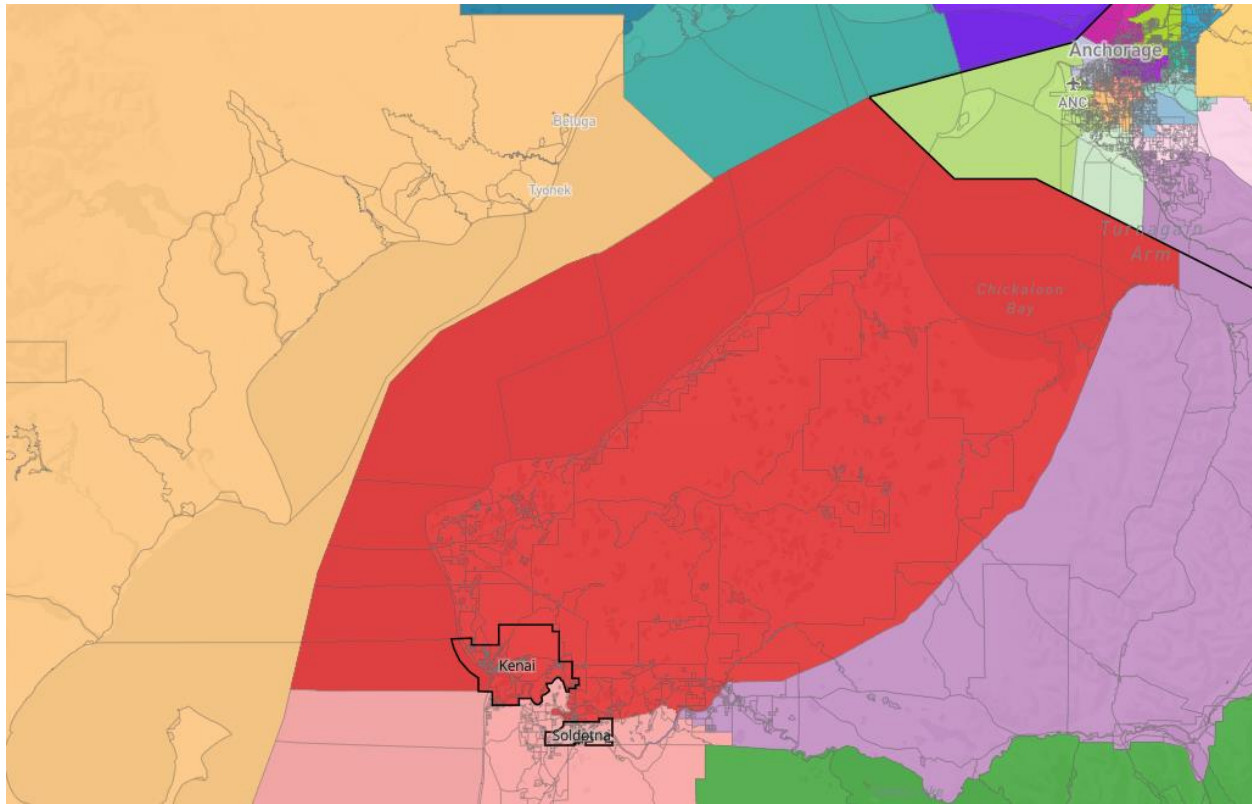 Anchorage
ANC
Beluga
Tyonek
Turnagain
Arm
Chickaloon
Bay
Kenai
Soldotna